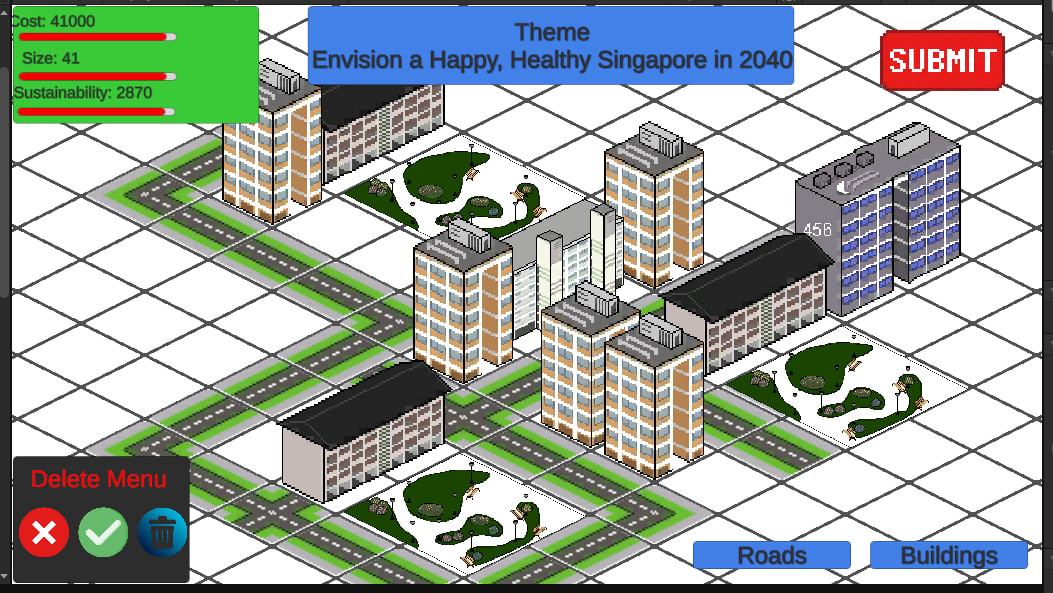 Cost: 41000
Size: 41
Sustainability: 2870
Theme
Envision a Happy, Healthy Singapore in 2040
SUBMIT
456
Delete Menu
Roads
Buildings